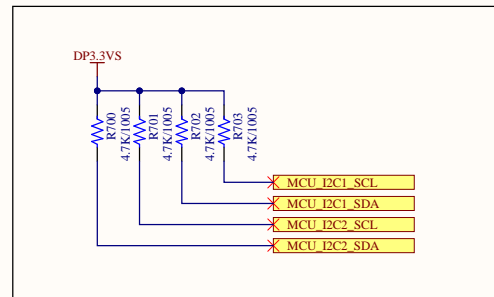 DP3.3VS
R700
4.7K/1005
R701
4.7K/1005
R702
4.7K/1005
R703
4.7K/1005
MCU_I2C1_SCL
MCU_I2C1_SDA
MCU_I2C2_SCL
MCU_I2C2_SDA